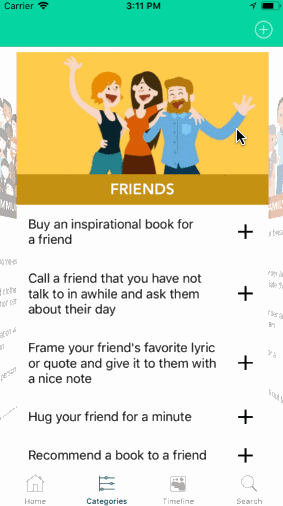 Carrier 3:11 PM
FRIENDS
Buy an inspirational book for
a friend
Call a friend that you have not
talk to in awhile and ask them
about their day
Frame your friend's favorite lyric
or quote and give it to them with
a nice note
Hug your friend for a minute
Recommend a book to a friend
Home Categories Timeline Search